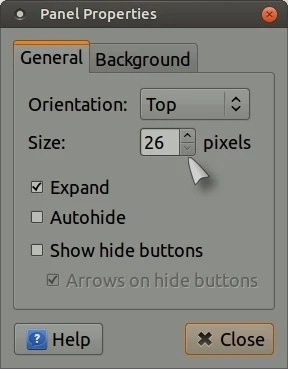 Panel Properties
General Background
Orientation: Top
Size: 26 pixels
Expand
Autohide
Show hide buttons
Arrows on hide buttons
Help Close